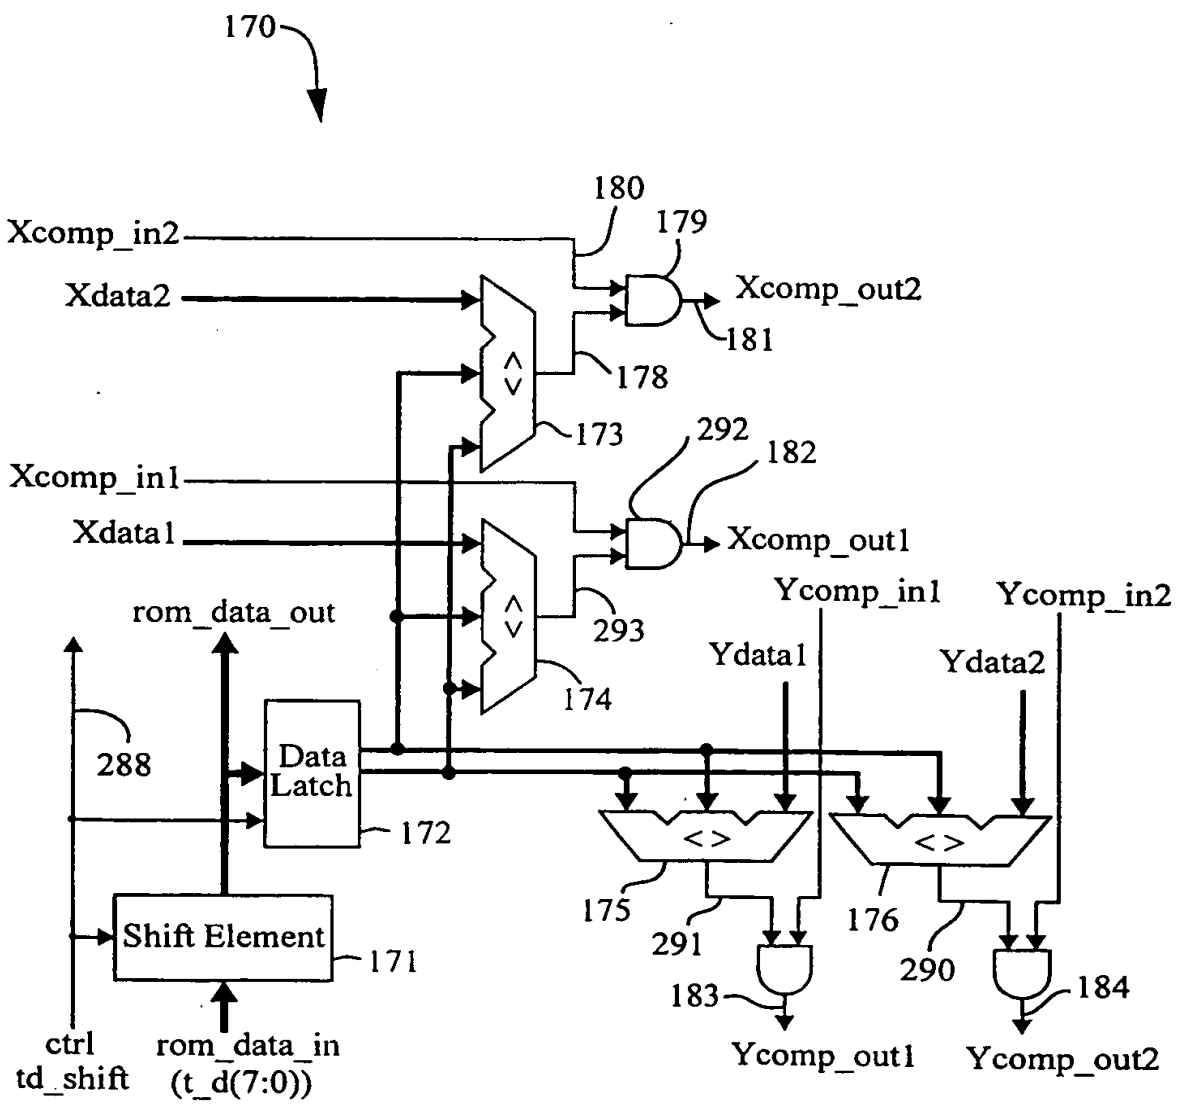 170
180
Xcomp_in2
179
Xdata2
Xcomp_out2
181
< >
178
173
292
182
Xcomp_in1
Xdata1
Xcomp_out1
< >
293
174
Ycomp_in1
Ycomp_in2
rom_data_out
Ydata1
Ydata2
288
Data
Latch
172
< >
< >
175
176
291
290
Shift Element
171
183
184
ctrl
td_shift
rom_data_in
(t_d(7:0))
Ycomp_out1
Ycomp_out2